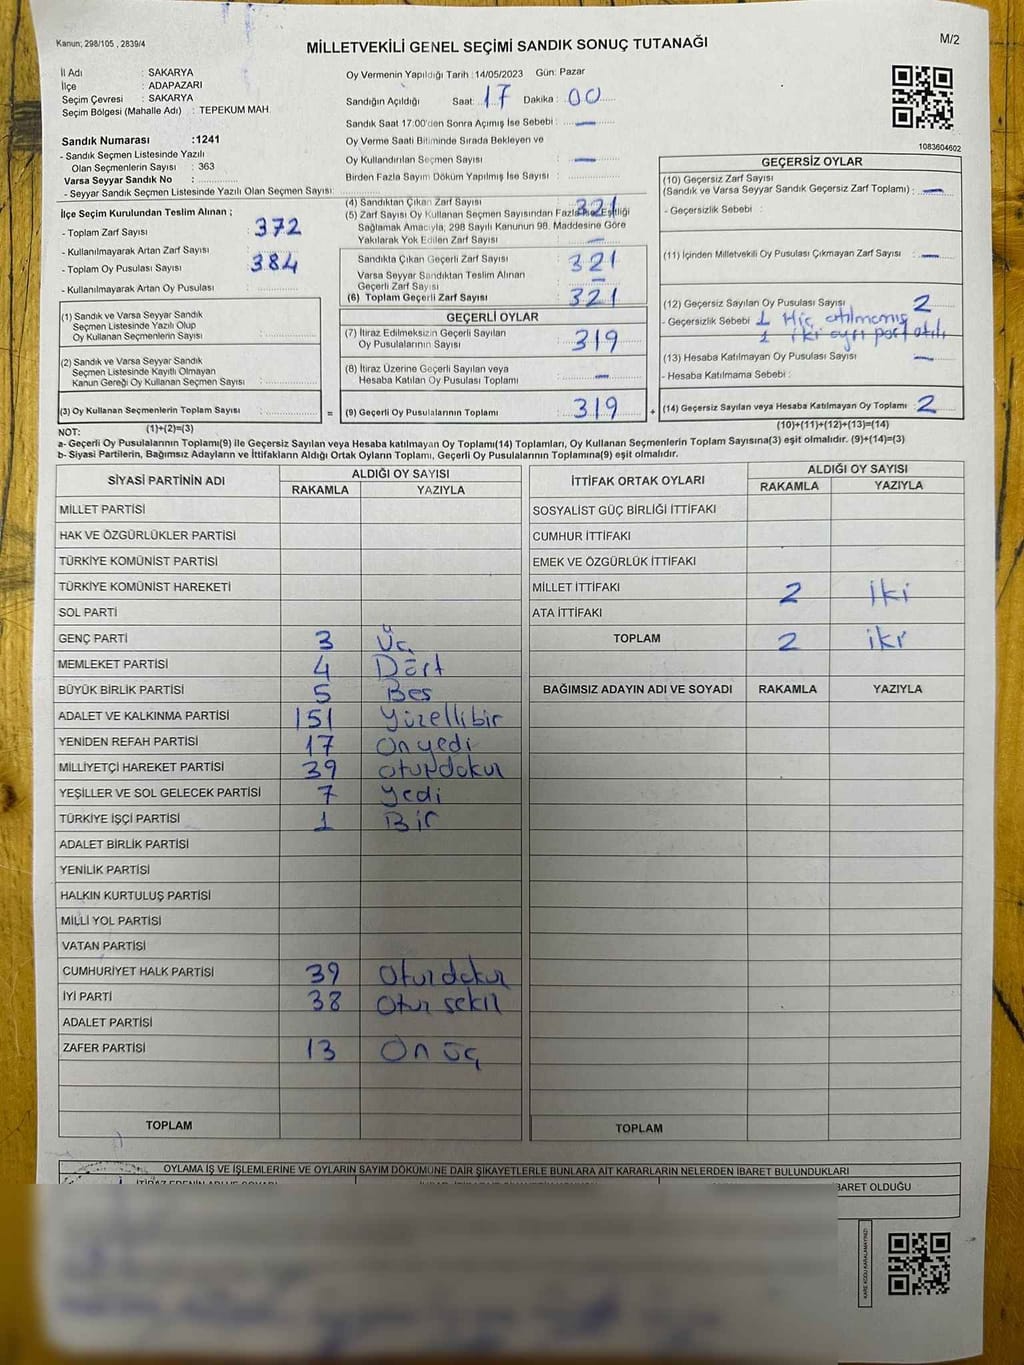 Kanun; 298/105 , 2839/4
MİLLETVEKİLİ GENEL SEÇİMİ SANDIK SONUÇ TUTANAĞI
M/2
İl Adı : SAKARYA
İlçe : ADAPAZARI
Seçim Çevresi : SAKARYA
Seçim Bölgesi (Mahalle Adı) : TEPEKUM MAH.
Sandık Numarası :1241
- Sandık Seçmen Listesinde Yazılı
Olan Seçmenlerin Sayısı : 363
Varsa Seyyar Sandık No :
- Seyyar Sandık Seçmen Listesinde Yazılı Olan Seçmen Sayısı:
Oy Vermenin Yapıldığı Tarih :14/05/2023 Gün: Pazar
Sandığın Açıldığı Saat: 17 Dakika : 00
Sandık Saat 17:00'den Sonra Açımış İse Sebebi : —
Oy Verme Saati Bitiminde Sırada Bekleyen ve
Oy Kullandırılan Seçmen Sayısı : —
Birden Fazla Sayım Döküm Yapılmış İse Sayısı :
1083604602
İlçe Seçim Kurulundan Teslim Alınan ;
- Toplam Zarf Sayısı : 372
- Kullanılmayarak Artan Zarf Sayısı :
- Toplam Oy Pusulası Sayısı : 384
- Kullanılmayarak Artan Oy Pusulası :
(1) Sandık ve Varsa Seyyar Sandık
Seçmen Listesinde Yazılı Olup
Oy Kullanan Seçmenlerin Sayısı :
(2) Sandık ve Varsa Seyyar Sandık
Seçmen Listesinde Kayıtlı Olmayan
Kanun Gereği Oy Kullanan Seçmen Sayısı :
(3) Oy Kullanan Seçmenlerin Toplam Sayısı :
(1)+(2)=(3)
(4) Sandıktan Çıkan Zarf Sayısı : 321
(5) Zarf Sayısı Oy Kullanan Seçmen Sayısından Fazla İse Eşitliği
Sağlamak Amacıyla; 298 Sayılı Kanunun 98. Maddesine Göre
Yakılarak Yok Edilen Zarf Sayısı : —
Sandıkta Çıkan Geçerli Zarf Sayısı : 321
Varsa Seyyar Sandıktan Teslim Alınan
Geçerli Zarf Sayısı : —
(6) Toplam Geçerli Zarf Sayısı : 321
GEÇERLİ OYLAR
(7) İtiraz Edilmeksizin Geçerli Sayılan
Oy Pusulalarının Sayısı : 319
(8) İtiraz Üzerine Geçerli Sayılan veya
Hesaba Katılan Oy Pusulası Toplamı : —
= (9) Geçerli Oy Pusulalarının Toplamı : 319
GEÇERSİZ OYLAR
(10) Geçersiz Zarf Sayısı
(Sandık ve Varsa Seyyar Sandık Geçersiz Zarf Toplamı) : —
- Geçersizlik Sebebi :
(11) İçinden Milletvekili Oy Pusulası Çıkmayan Zarf Sayısı : —
(12) Geçersiz Sayılan Oy Pusulası Sayısı : 2
- Geçersizlik Sebebi 1 Hiç atılmamış
1 iki ayrı
(13) Hesaba Katılmayan Oy Pusulası Sayısı : —
- Hesaba Katılmama Sebebi :
+ (14) Geçersiz Sayılan veya Hesaba Katılmayan Oy Toplamı : 2
(10)+(11)+(12)+(13)=(14)
NOT:
a- Geçerli Oy Pusulalarının Toplamı(9) ile Geçersiz Sayılan veya Hesaba katılmayan Oy Toplamı(14) Toplamları, Oy Kullanan Seçmenlerin Toplam Sayısına(3) eşit olmalıdır. (9)+(14)=(3)
b- Siyasi Partilerin, Bağımsız Adayların ve İttifakların Aldığı Ortak Oyların Toplamı, Geçerli Oy Pusulalarının Toplamına(9) eşit olmalıdır.
SİYASİ PARTİNİN ADI ALDIĞI OY SAYISI
RAKAMLA YAZIYLA
MİLLET PARTİSİ
HAK VE ÖZGÜRLÜKLER PARTİSİ
TÜRKİYE KOMÜNİST PARTİSİ
TÜRKİYE KOMÜNİST HAREKETİ
SOL PARTİ
GENÇ PARTİ 3 Üç
MEMLEKET PARTİSİ 4 Dört
BÜYÜK BİRLİK PARTİSİ 5 Bes
ADALET VE KALKINMA PARTİSİ 151 Yüzellibir
YENİDEN REFAH PARTİSİ 17 Onyedi
MİLLİYETÇİ HAREKET PARTİSİ 39 oturdokur
YEŞİLLER VE SOL GELECEK PARTİSİ 7 Yedi
TÜRKİYE İŞÇİ PARTİSİ 1 Bir
ADALET BİRLİK PARTİSİ
YENİLİK PARTİSİ
HALKIN KURTULUŞ PARTİSİ
MİLLİ YOL PARTİSİ
VATAN PARTİSİ
CUMHURİYET HALK PARTİSİ 39 Oturdokur
İYİ PARTİ 38 Otur sekil
ADALET PARTİSİ
ZAFER PARTİSİ 13 On üç
TOPLAM
İTTİFAK ORTAK OYLARI ALDIĞI OY SAYISI
RAKAMLA YAZIYLA
SOSYALİST GÜÇ BİRLİĞİ İTTİFAKI
CUMHUR İTTİFAKI
EMEK VE ÖZGÜRLÜK İTTİFAKI
MİLLET İTTİFAKI 2 İki
ATA İTTİFAKI
TOPLAM 2 iki
BAĞIMSIZ ADAYIN ADI VE SOYADI RAKAMLA YAZIYLA
TOPLAM
OYLAMA İŞ VE İŞLEMLERİNE VE OYLARIN SAYIM DÖKÜMÜNE DAİR ŞİKAYETLERLE BUNLARA AİT KARARLARIN NELERDEN İBARET BULUNDUKLARI
BARET OLDUĞU
KARE KODU KARALAMAYINIZ!